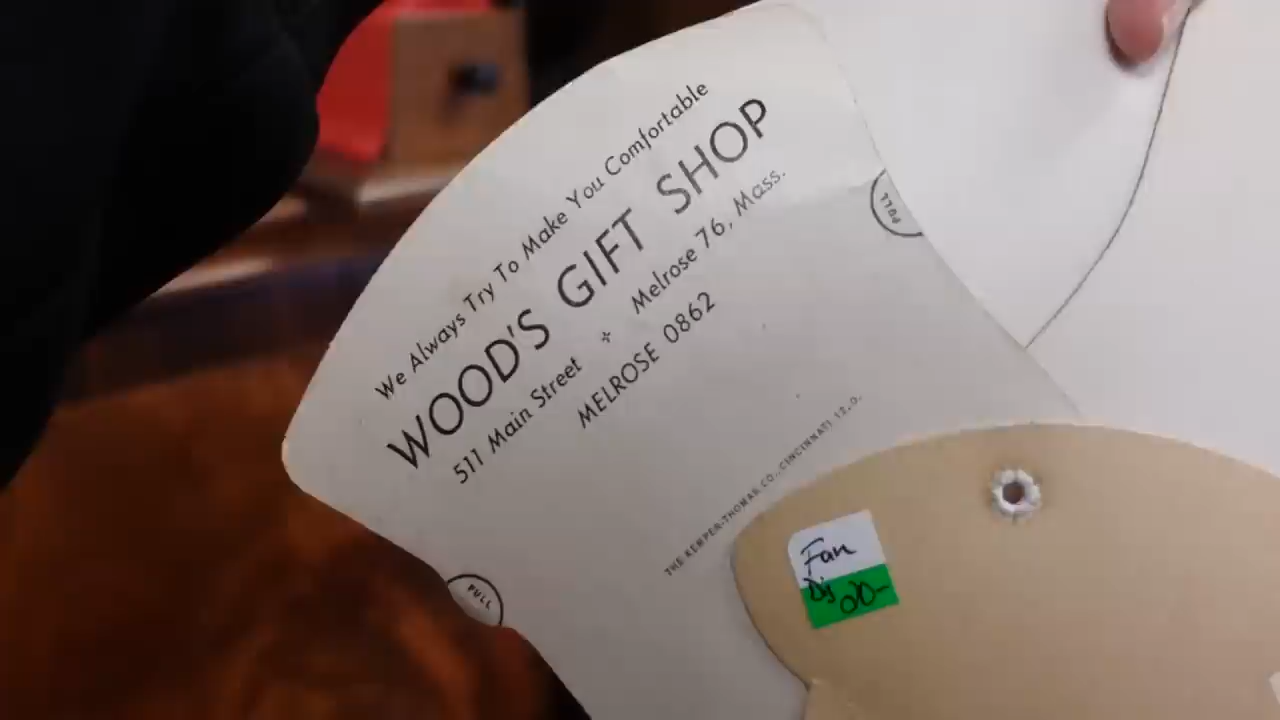 We Always Try To Make You Comfortable
WOOD'S GIFT SHOP
511 Main Street + Melrose 76, Mass.
MELROSE 0862
THE KEMPER-THOMAS CO., CINCINNATI 12, O.
PULL
PULL
Fan